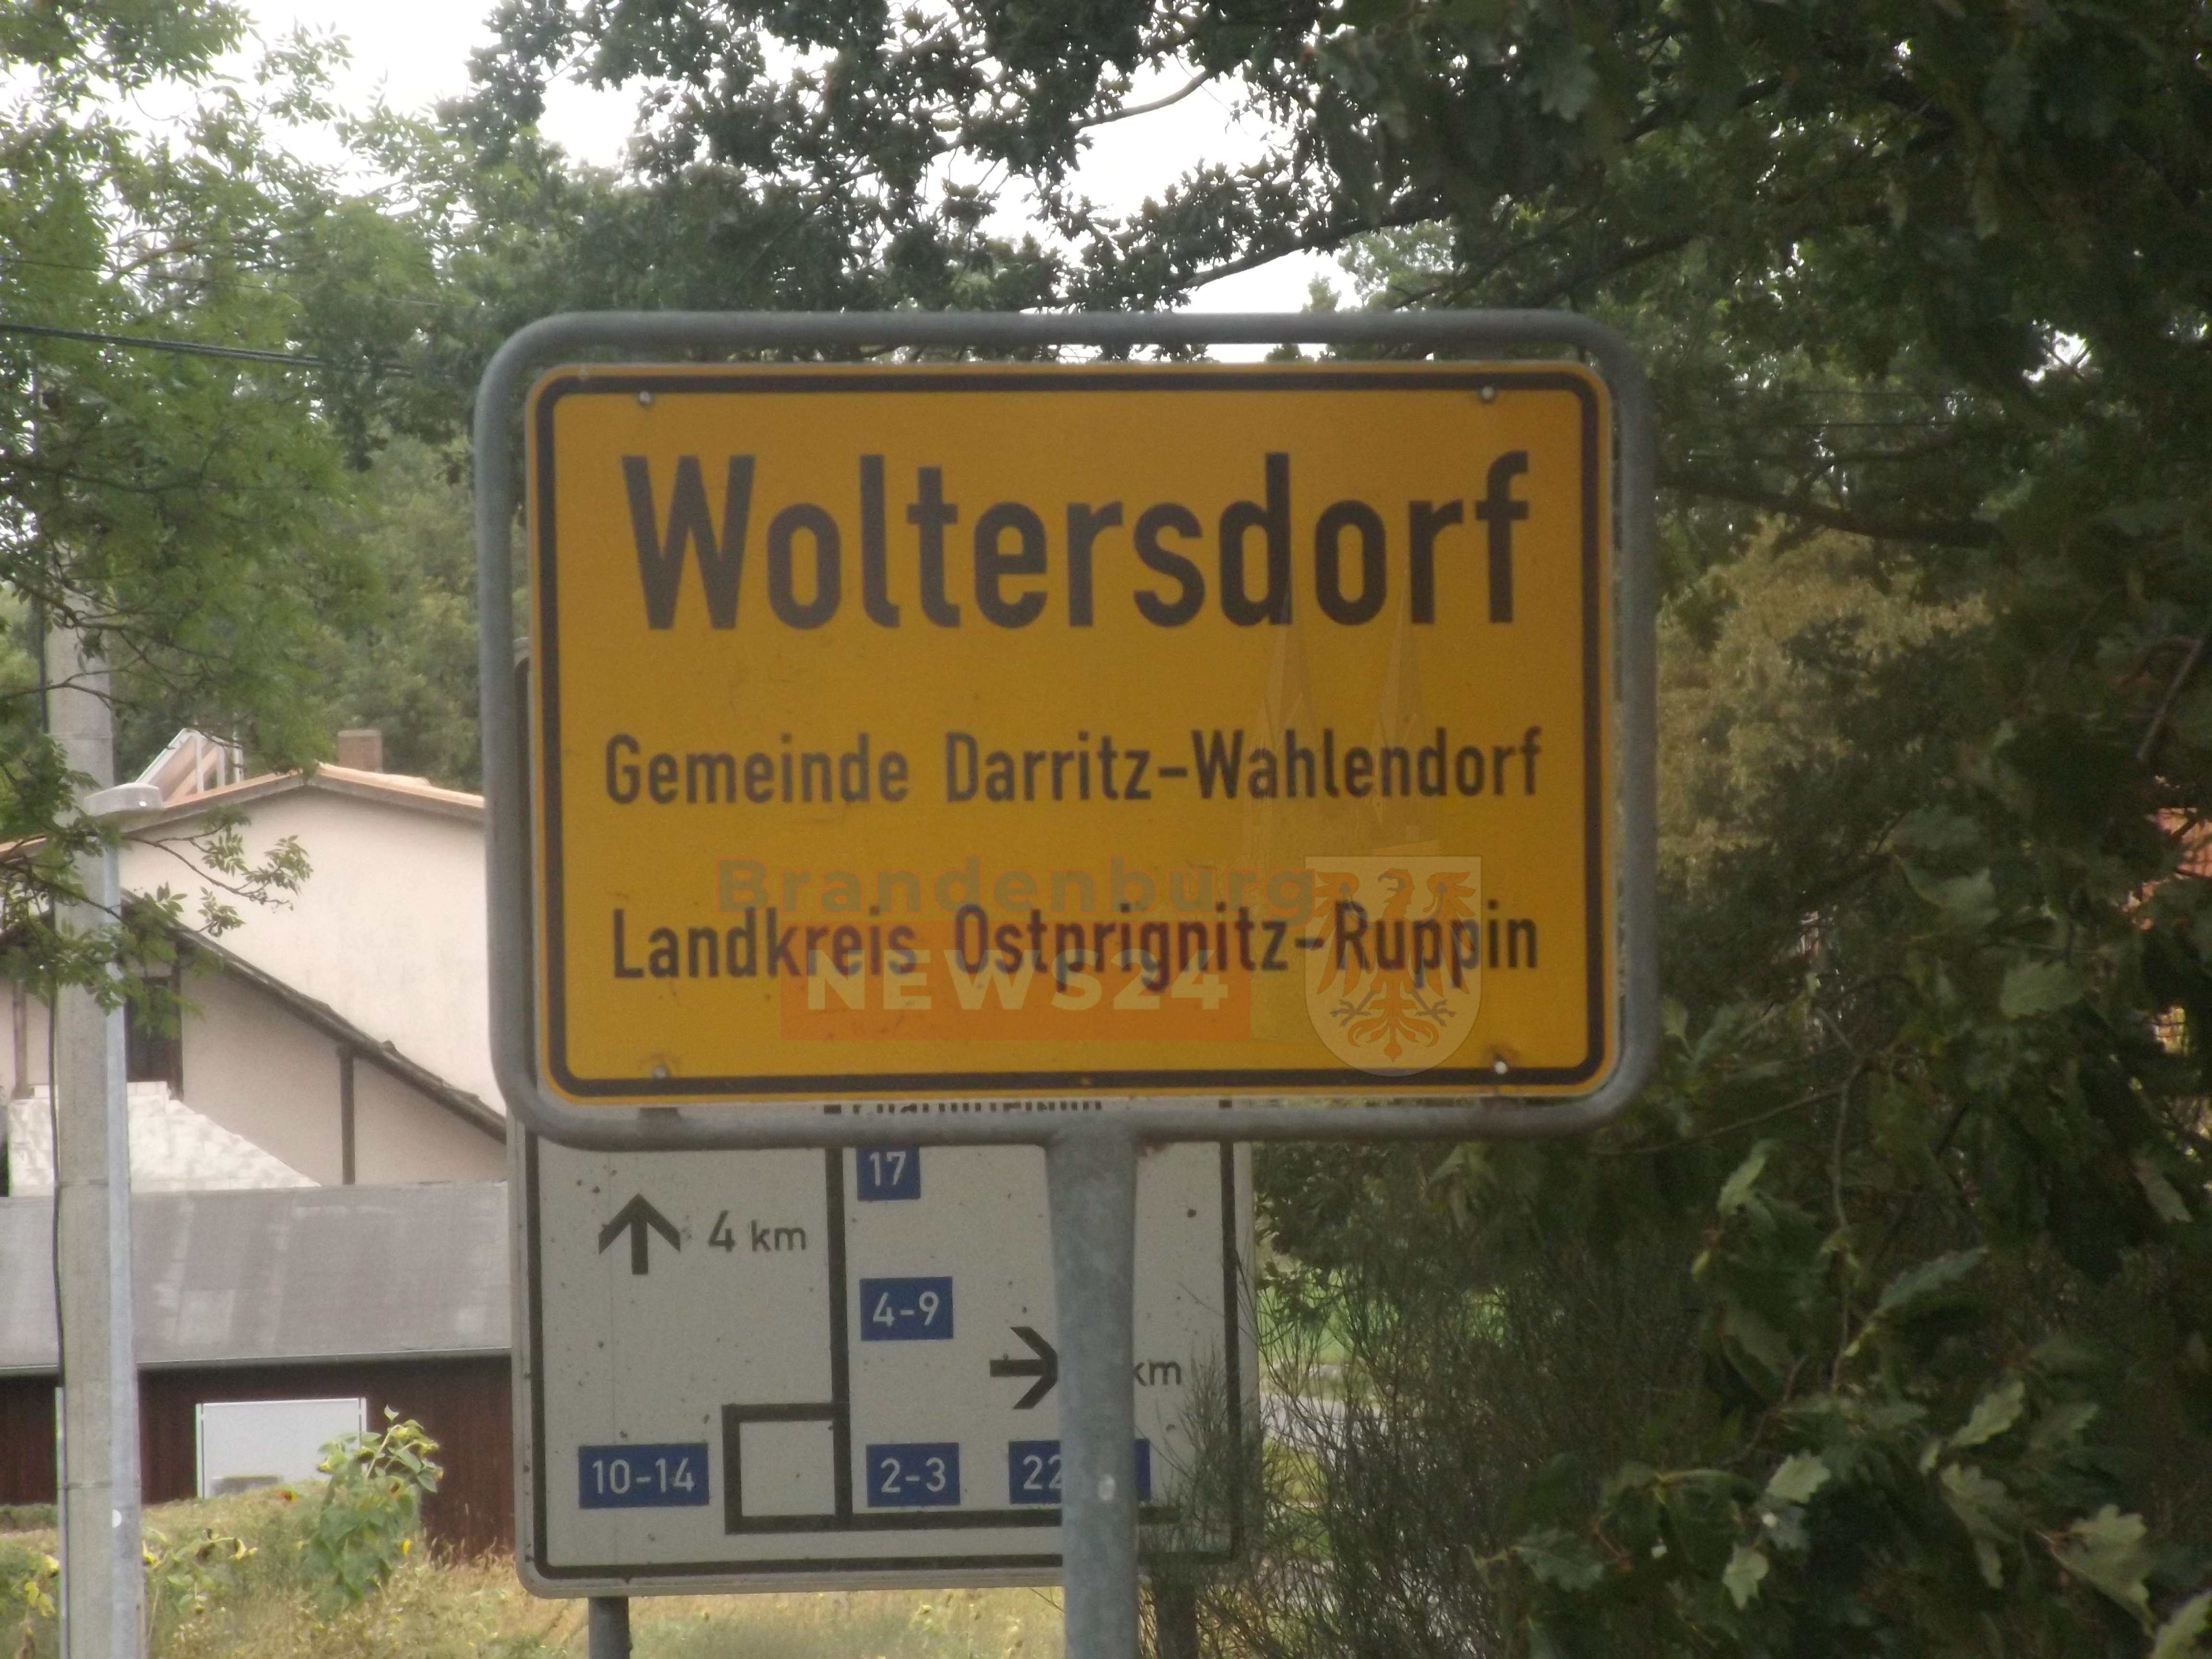 Woltersdorf
Gemeinde Darritz-Wahlendorf
Brandenburg
Landkreis Ostprignitz-Ruppin
NEWS24
17
4 km
4-9
km
10-14
2-3
22